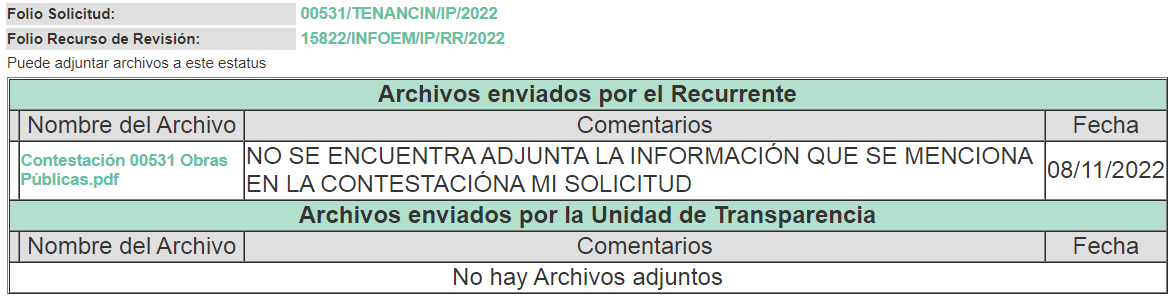 Folio Solicitud: 00531/TENANCIN/IP/2022
Folio Recurso de Revisión: 15822/INFOEM/IP/RR/2022
Puede adjuntar archivos a este estatus
Archivos enviados por el Recurrente
Nombre del Archivo Comentarios Fecha
Contestación 00531 Obras
Públicas.pdf
NO SE ENCUENTRA ADJUNTA LA INFORMACIÓN QUE SE MENCIONA
EN LA CONTESTACIÓNA MI SOLICITUD
08/11/2022
Archivos enviados por la Unidad de Transparencia
Nombre del Archivo Comentarios Fecha
No hay Archivos adjuntos